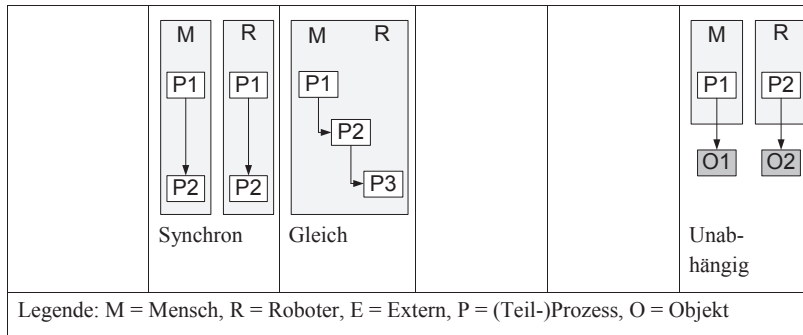 M R M R M R
P1 P1 P1 P1 P2
P2
P2 P2 P3 O1 O2
Synchron Gleich Unab-
hängig
Legende: M = Mensch, R = Roboter, E = Extern, P = (Teil-)Prozess, O = Objekt